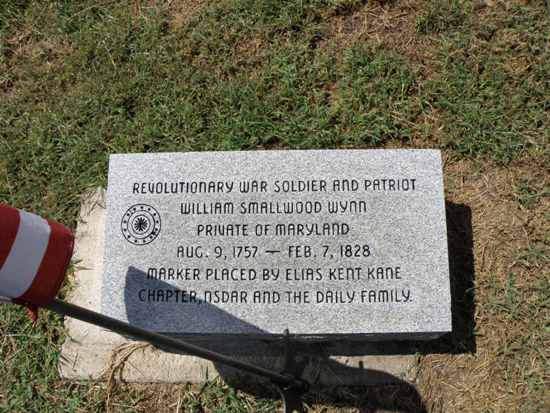 REVOLUTIONARY WAR SOLDIER AND PATRIOT
WILLIAM SMALLWOOD WYNN
PRIVATE OF MARYLAND
AUG. 9, 1757 — FEB. 7, 1828
MARKER PLACED BY ELIAS KENT KANE
CHAPTER, NSDAR AND THE DAILY FAMILY.